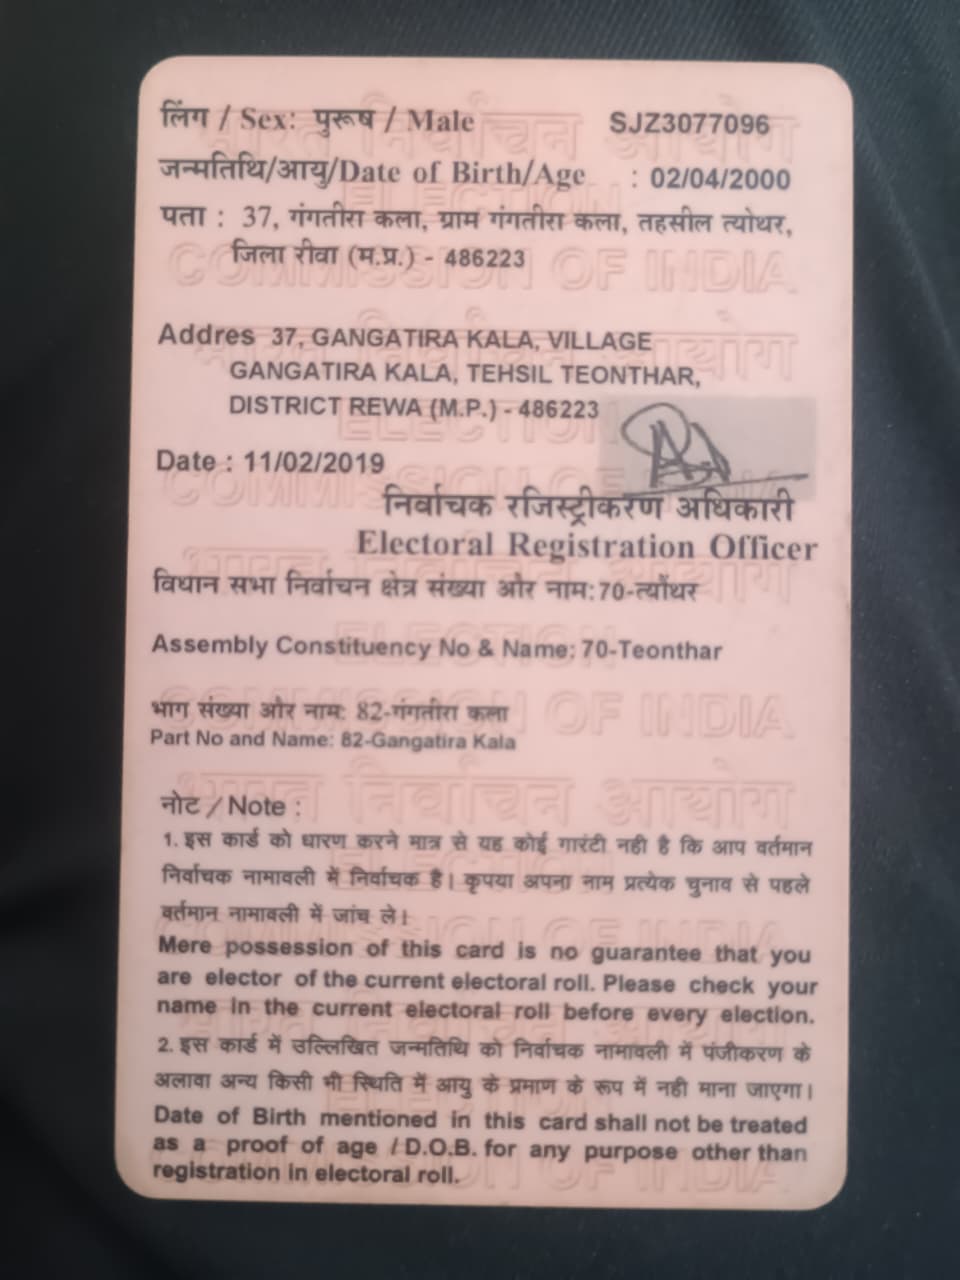 लिंग / Sex: पुरूष / Male SJZ3077096
जन्मतिथि/आयु/Date of Birth/Age : 02/04/2000
पता : 37, गंगतीरा कला, ग्राम गंगतीरा कला, तहसील त्योथर,
जिला रीवा (म.प्र.) - 486223
Addres 37, GANGATIRA KALA, VILLAGE
GANGATIRA KALA, TEHSIL TEONTHAR,
DISTRICT REWA (M.P.) - 486223
Date : 11/02/2019
निर्वाचक रजिस्ट्रीकरण अधिकारी
Electoral Registration Officer
विधान सभा निर्वाचन क्षेत्र संख्या और नाम: 70-त्योंथर
Assembly Constituency No & Name: 70-Teonthar
भाग संख्या और नाम: 82-गंगतीरा कला
Part No and Name: 82-Gangatira Kala
नोट / Note :
1. इस कार्ड को धारण करने मात्र से यह कोई गारंटी नही है कि आप वर्तमान
निर्वाचक नामावली में निर्वाचक है। कृपया अपना नाम प्रत्येक चुनाव से पहले
वर्तमान नामावली में जांच ले।
Mere possession of this card is no guarantee that you
are elector of the current electoral roll. Please check your
name in the current electoral roll before every election.
2. इस कार्ड में उल्लिखित जन्मतिथि को निर्वाचक नामावली में पंजीकरण के
अलावा अन्य किसी भी स्थिति में आयु के प्रमाण के रूप में नही माना जाएगा।
Date of Birth mentioned in this card shall not be treated
as a proof of age / D.O.B. for any purpose other than
registration in electoral roll.